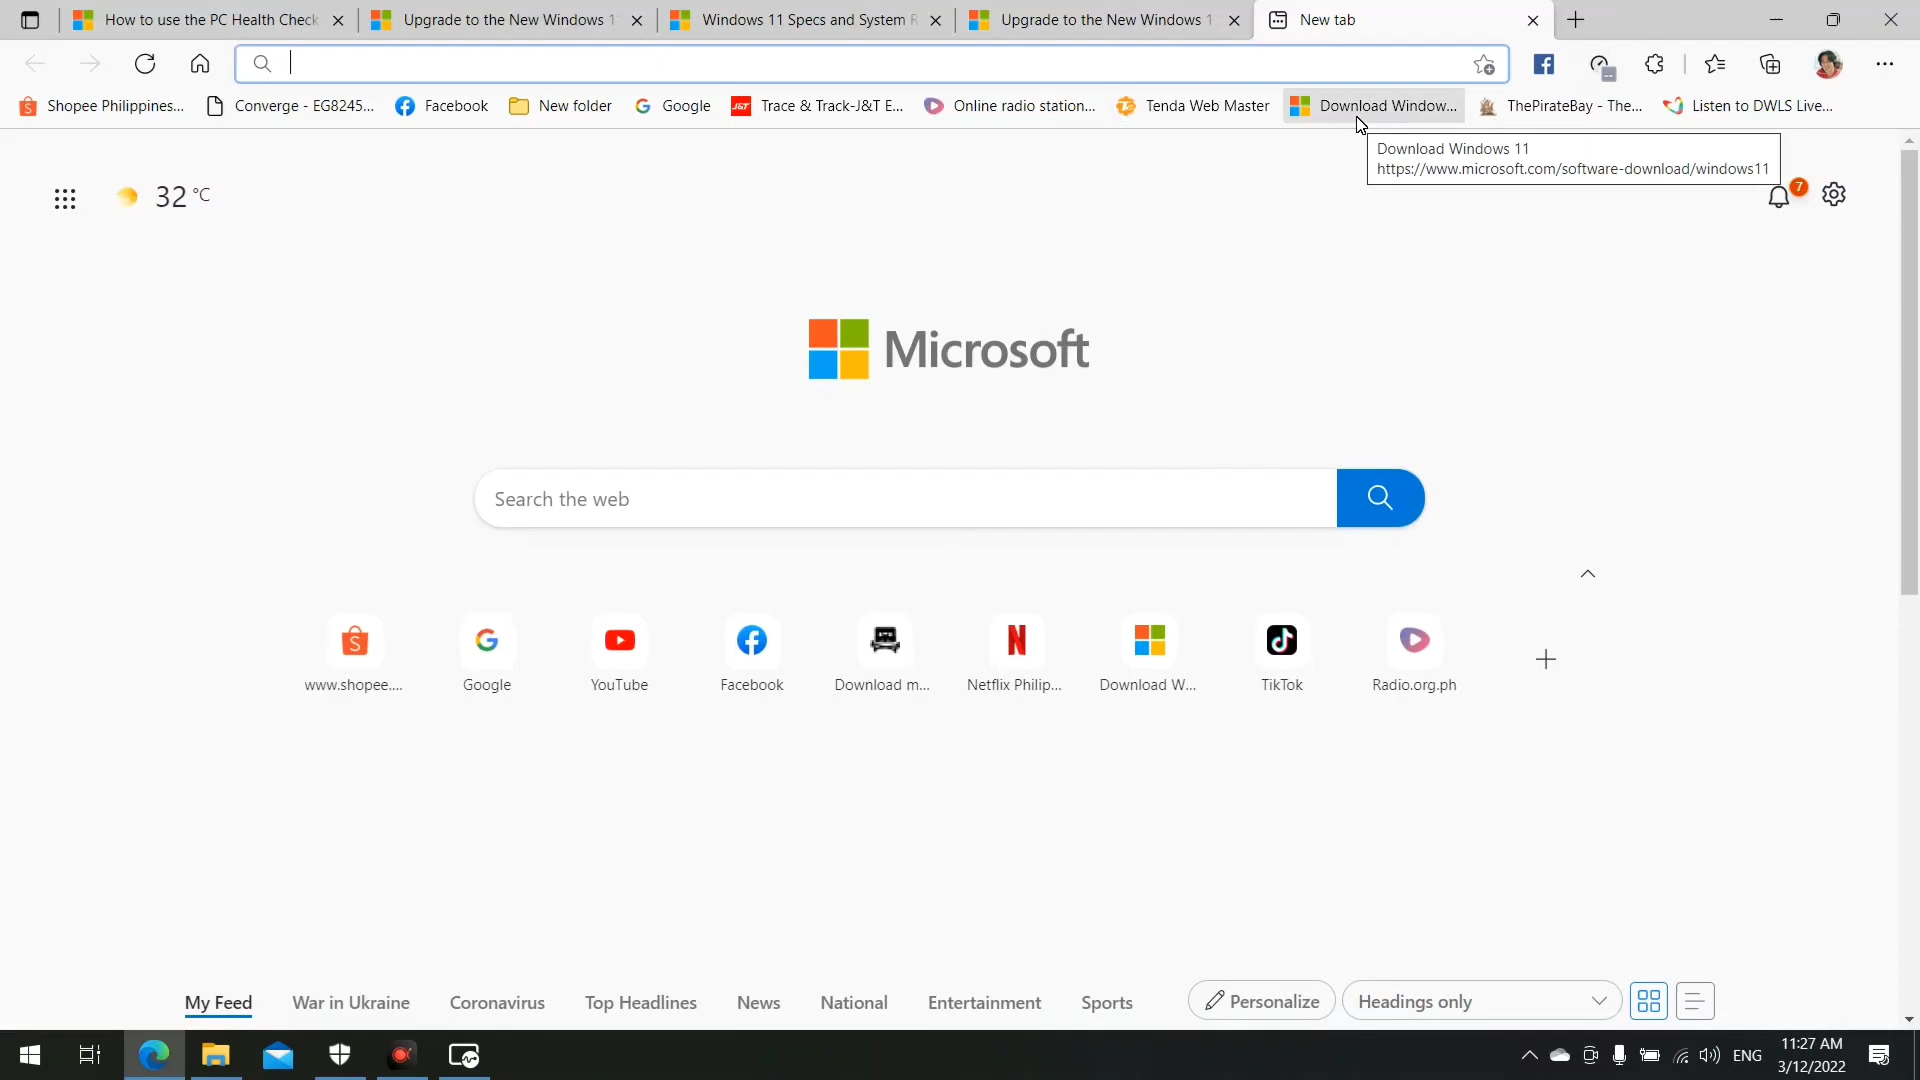 How to use the PC Health Check
Upgrade to the New Windows 1
Windows 11 Specs and System R
Upgrade to the New Windows 1
New tab
Shopee Philippines...
Converge - EG8245...
Facebook
New folder
Google
Trace & Track-J&T E...
Online radio station...
Tenda Web Master
Download Window...
ThePirateBay - The...
Listen to DWLS Live...
Download Windows 11
https://www.microsoft.com/software-download/windows11
32 °C
7
Microsoft
Search the web
www.shopee....
Google
YouTube
Facebook
Download m...
Netflix Philip...
Download W...
TikTok
Radio.org.ph
My Feed
War in Ukraine
Coronavirus
Top Headlines
News
National
Entertainment
Sports
Personalize
Headings only
ENG
11:27 AM
3/12/2022